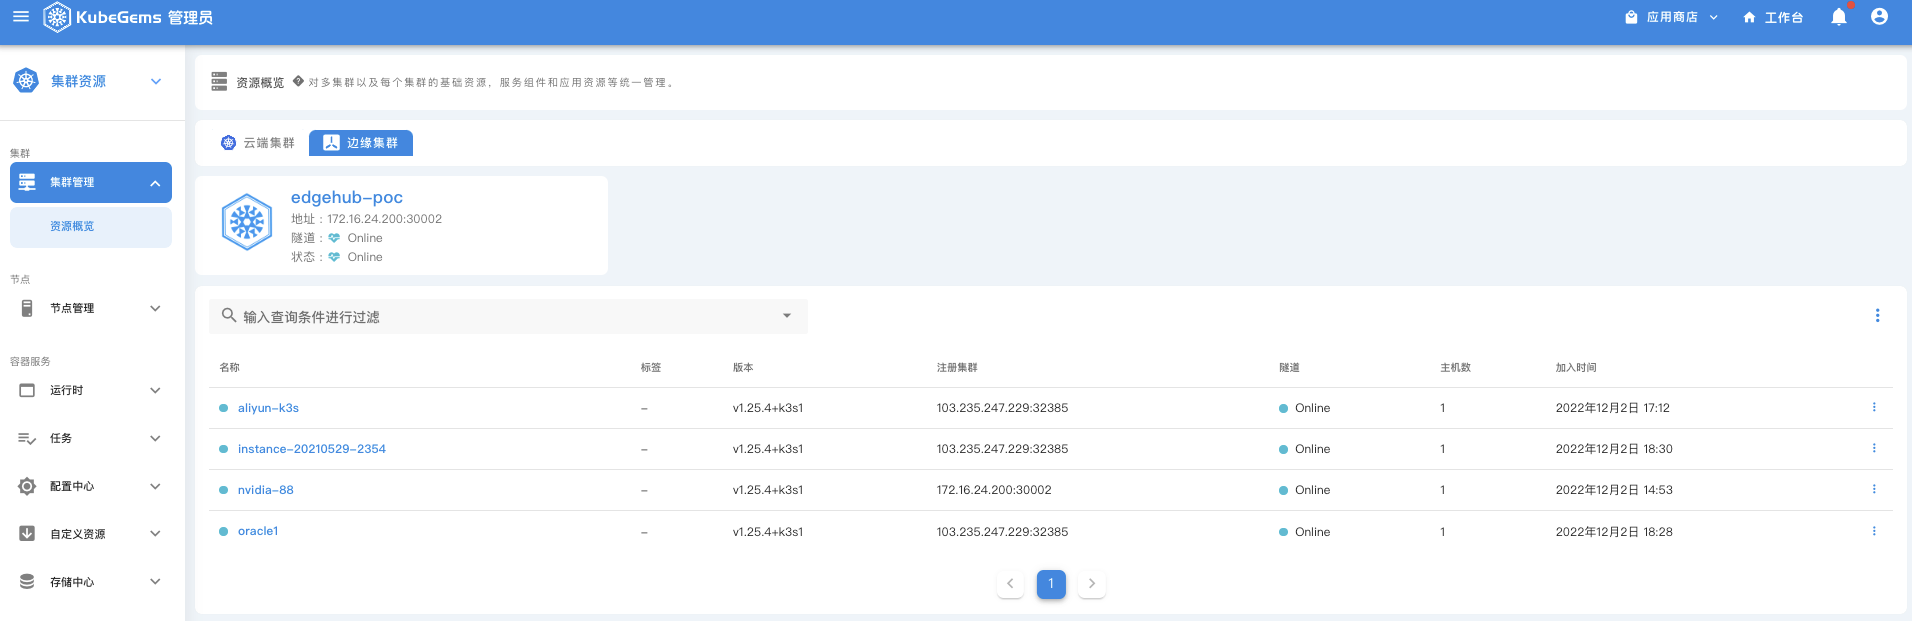 KubeGems 管理员
应用商店
工作台
集群资源
集群
集群管理
资源概览
节点
节点管理
容器服务
运行时
任务
配置中心
自定义资源
存储中心
资源概览 对多集群以及每个集群的基础资源，服务组件和应用资源等统一管理。
云端集群 边缘集群
edgehub-poc
地址：172.16.24.200:30002
隧道： Online
状态： Online
输入查询条件进行过滤
名称 标签 版本 注册集群 隧道 主机数 加入时间
aliyun-k3s - v1.25.4+k3s1 103.235.247.229:32385 Online 1 2022年12月2日 17:12
instance-20210529-2354 - v1.25.4+k3s1 103.235.247.229:32385 Online 1 2022年12月2日 18:30
nvidia-88 - v1.25.4+k3s1 172.16.24.200:30002 Online 1 2022年12月2日 14:53
oracle1 - v1.25.4+k3s1 103.235.247.229:32385 Online 1 2022年12月2日 18:28
1